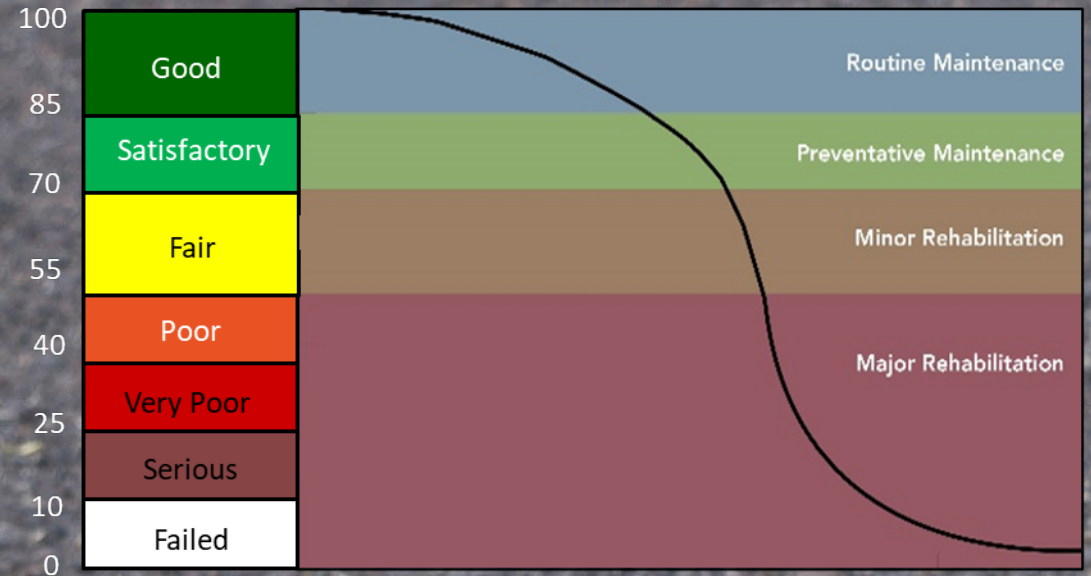 100
Good
85
Satisfactory
70
Fair
55
Poor
40
Very Poor
25
Serious
10
Failed
0
Routine Maintenance
Preventative Maintenance
Minor Rehabilitation
Major Rehabilitation